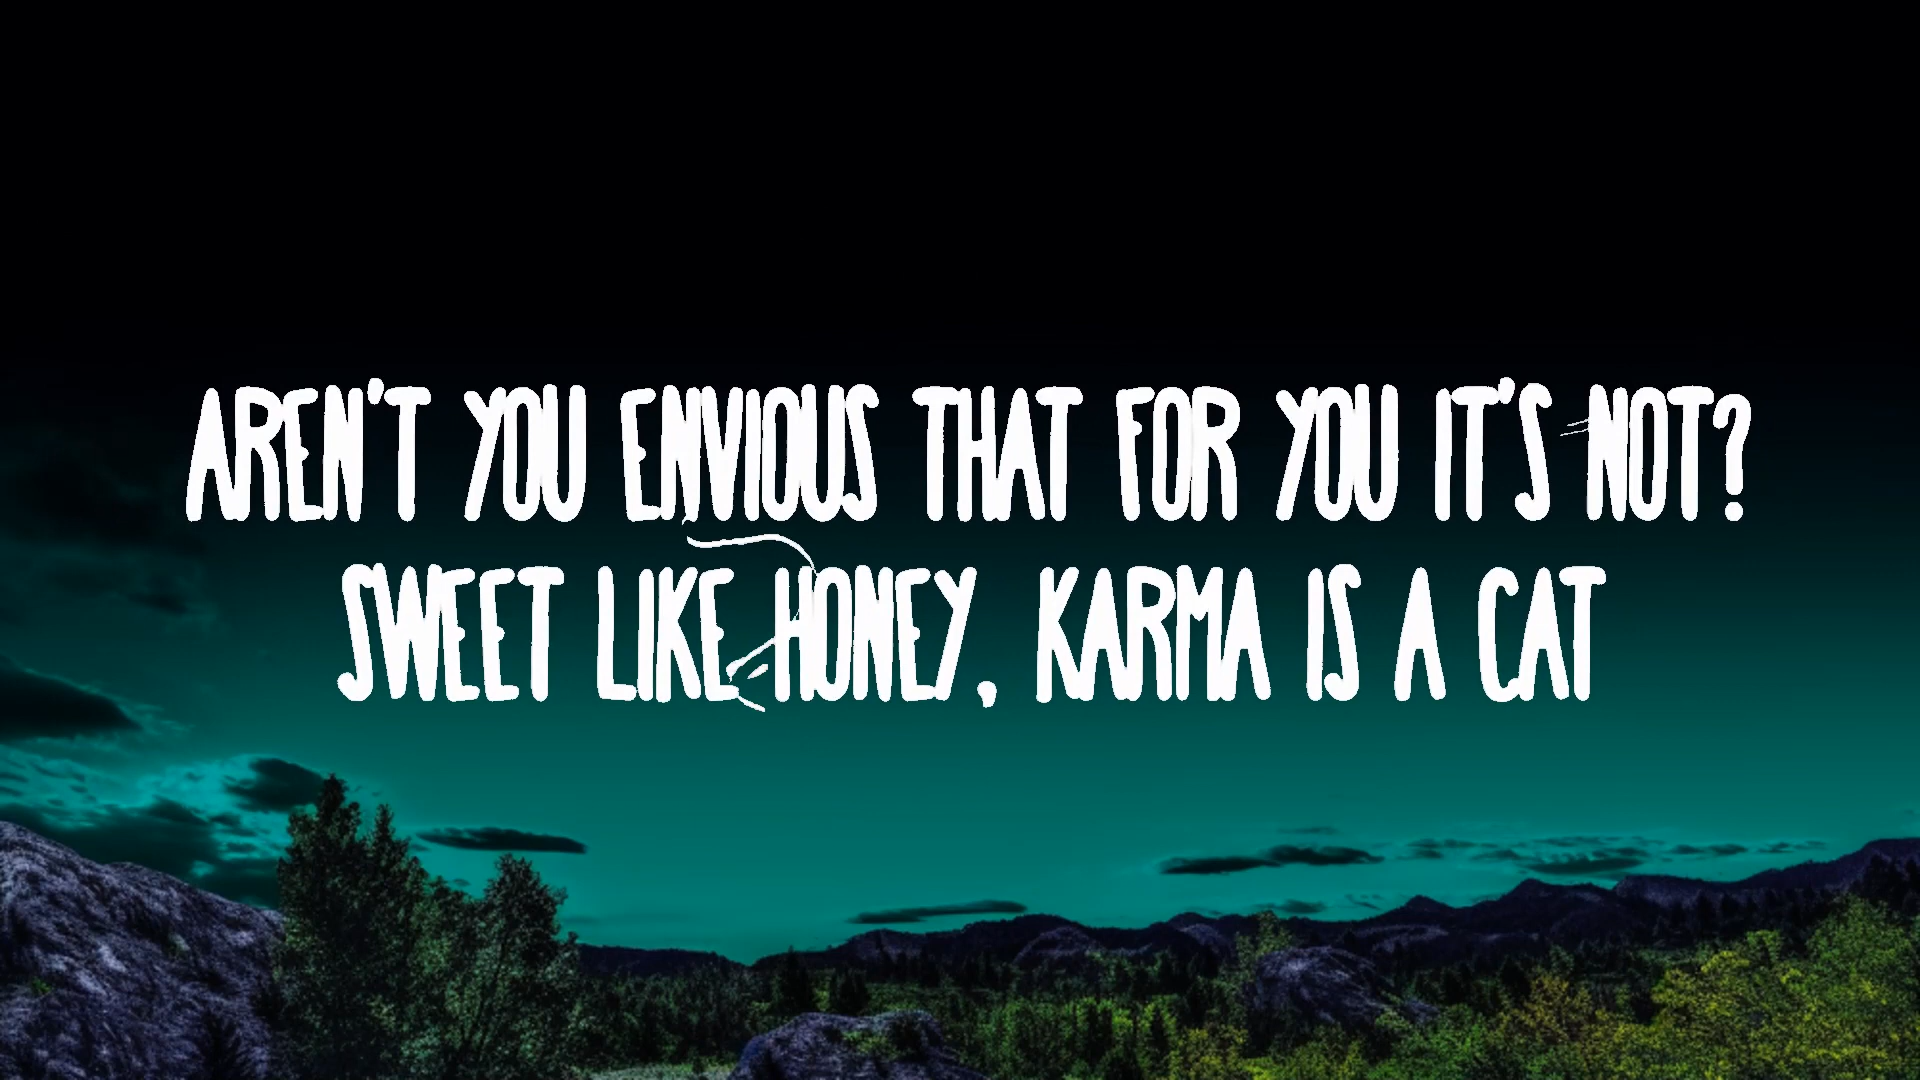 AREN'T YOU ENVIOUS THAT FOR YOU IT'S NOT?
SWEET LIKE HONEY, KARMA IS A CAT